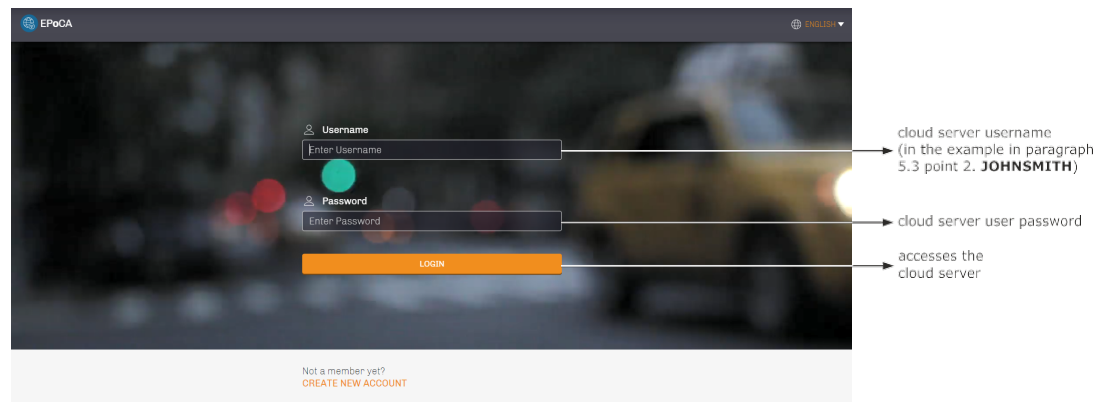 EPoCA
ENGLISH
Username
Enter Username
cloud server username
(in the example in paragraph
5.3 point 2. JOHNSMITH)
Password
Enter Password
cloud server user password
LOGIN
accesses the
cloud server
Not a member yet?
CREATE NEW ACCOUNT